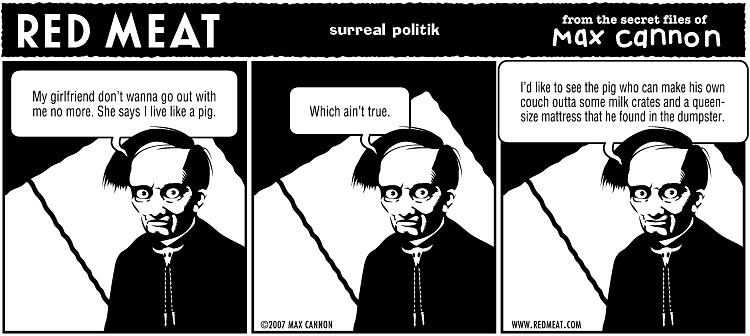 RED MEAT
surreal politik
from the secret files of
Max Cannon
My girlfriend don't wanna go out with
me no more. She says I live like a pig.
Which ain't true.
I'd like to see the pig who can make his own
couch outta some milk crates and a queen-
size mattress that he found in the dumpster.
©2007 MAX CANNON
WWW.REDMEAT.COM